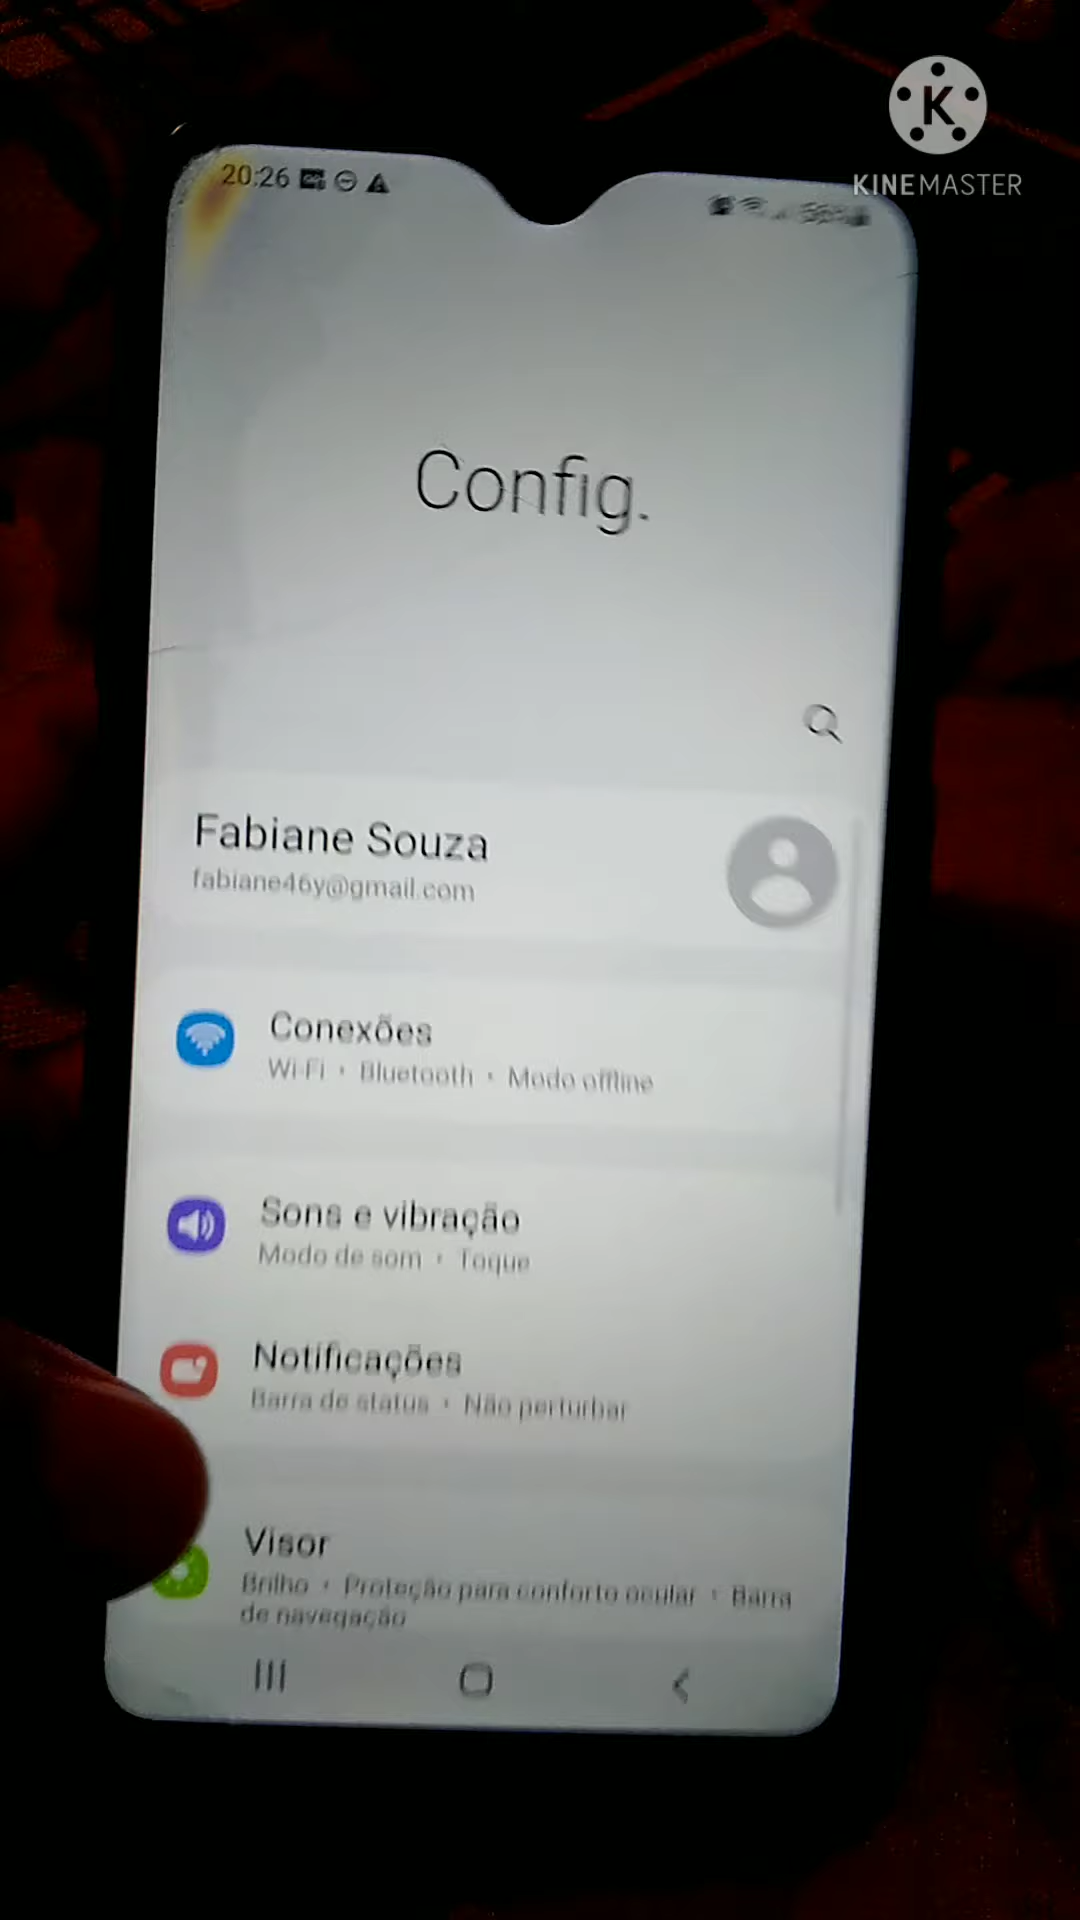 K
KINEMASTER
20:26
Config.
Fabiane Souza
fabiane46y@gmail.com
Conexões
Wi-Fi • Bluetooth • Modo offline
Sons e vibração
Modo de som • Toque
Notificações
Barra de status • Não perturbar
Visor
Brilho • Proteção para conforto ocular • Barra
de navegação